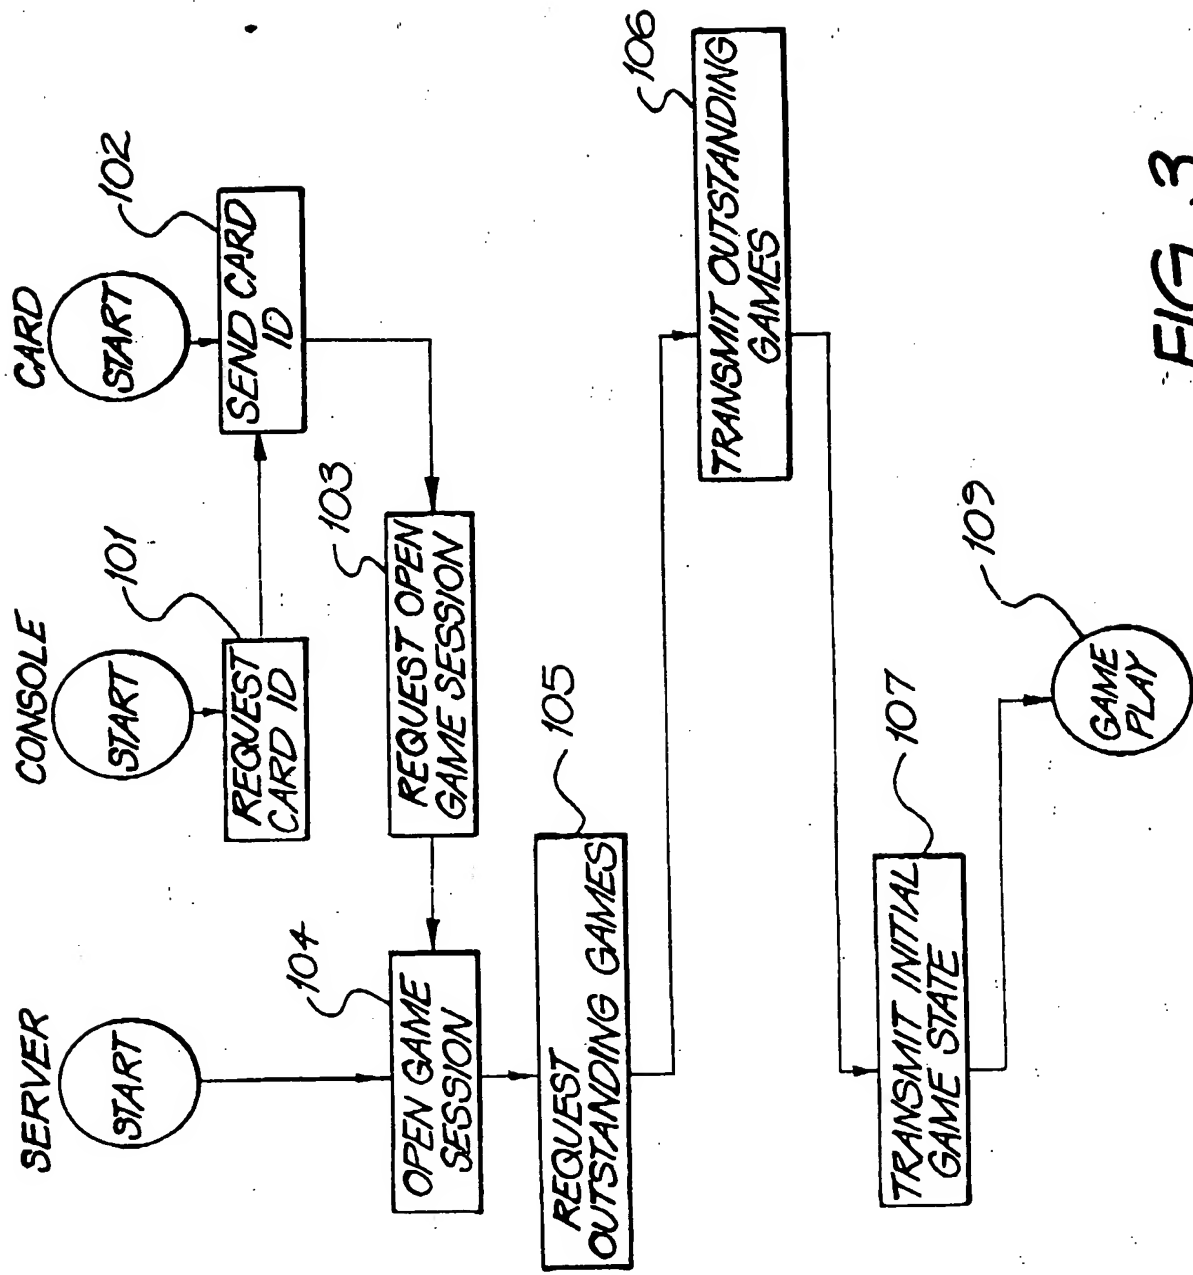 SERVER
CONSOLE
CARD
START
START
START
101
REQUEST
CARD ID
102
SEND CARD
ID
103
REQUEST OPEN
GAME SESSION
104
OPEN GAME
SESSION
105
REQUEST
OUTSTANDING GAMES
106
TRANSMIT OUTSTANDING
GAMES
107
TRANSMIT INITIAL
GAME STATE
109
GAME
PLAY
FIG. 3